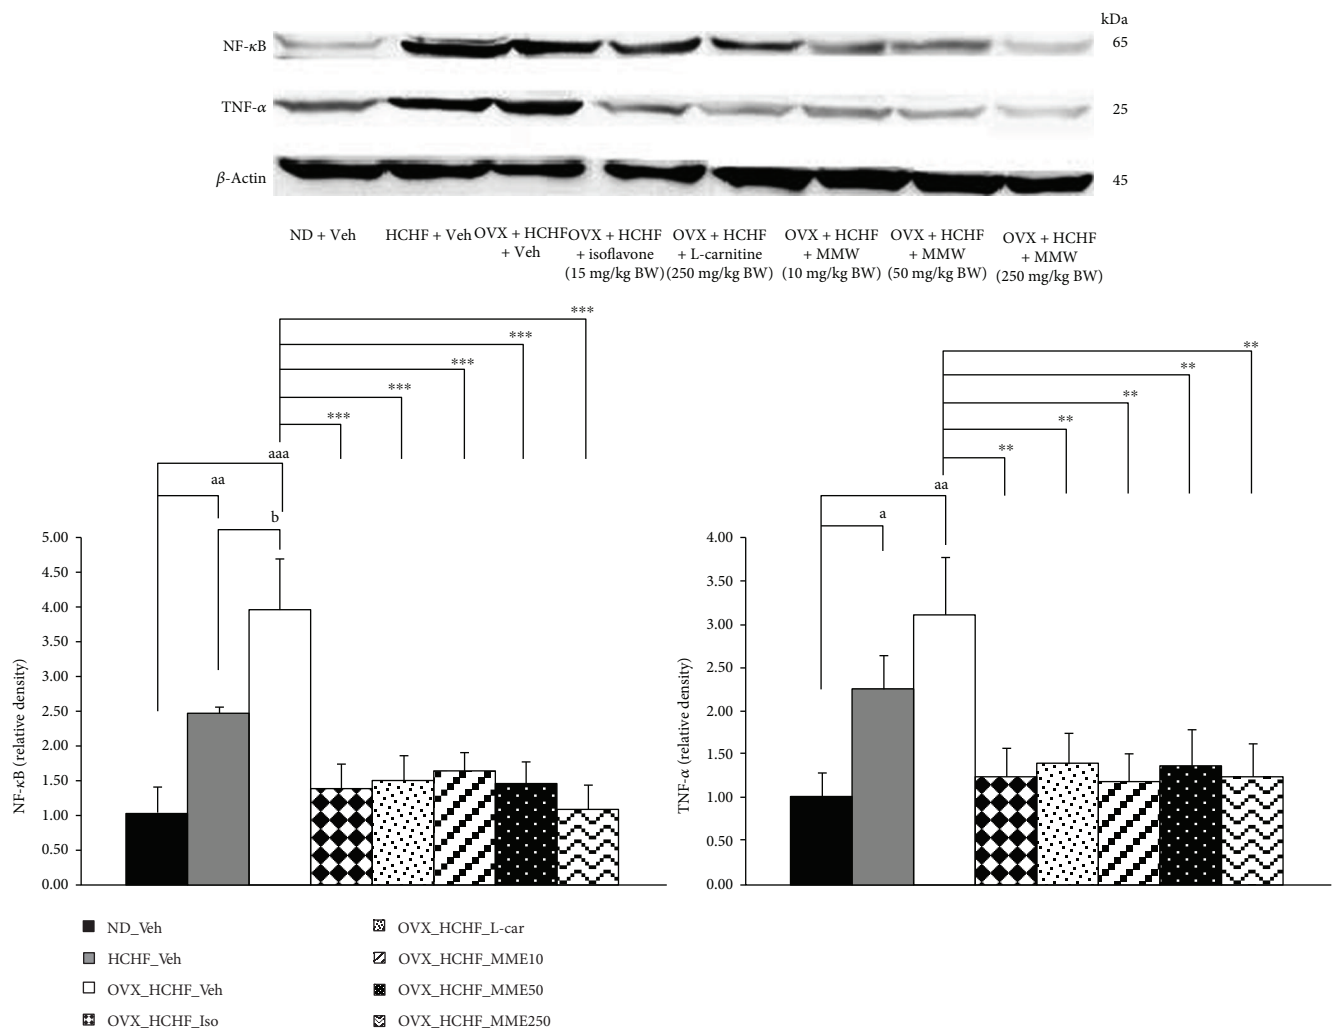 kDa
NF-κB 65
TNF-α 25
β-Actin 45
ND + Veh
HCHF + Veh
OVX + HCHF
+ Veh
OVX + HCHF
+ isoflavone
(15 mg/kg BW)
OVX + HCHF
+ L-carnitine
(250 mg/kg BW)
OVX + HCHF
+ MMW
(10 mg/kg BW)
OVX + HCHF
+ MMW
(50 mg/kg BW)
OVX + HCHF
+ MMW
(250 mg/kg BW)
***
***
***
***
***
aaa
aa
b
5.00
4.50
4.00
3.50
3.00
2.50
2.00
1.50
1.00
0.50
0.00
NF-κB (relative density)
**
**
**
**
**
aa
a
4.00
3.50
3.00
2.50
2.00
1.50
1.00
0.50
0.00
TNF-α (relative density)
ND_Veh
HCHF_Veh
OVX_HCHF_Veh
OVX_HCHF_Iso
OVX_HCHF_L-car
OVX_HCHF_MME10
OVX_HCHF_MME50
OVX_HCHF_MME250